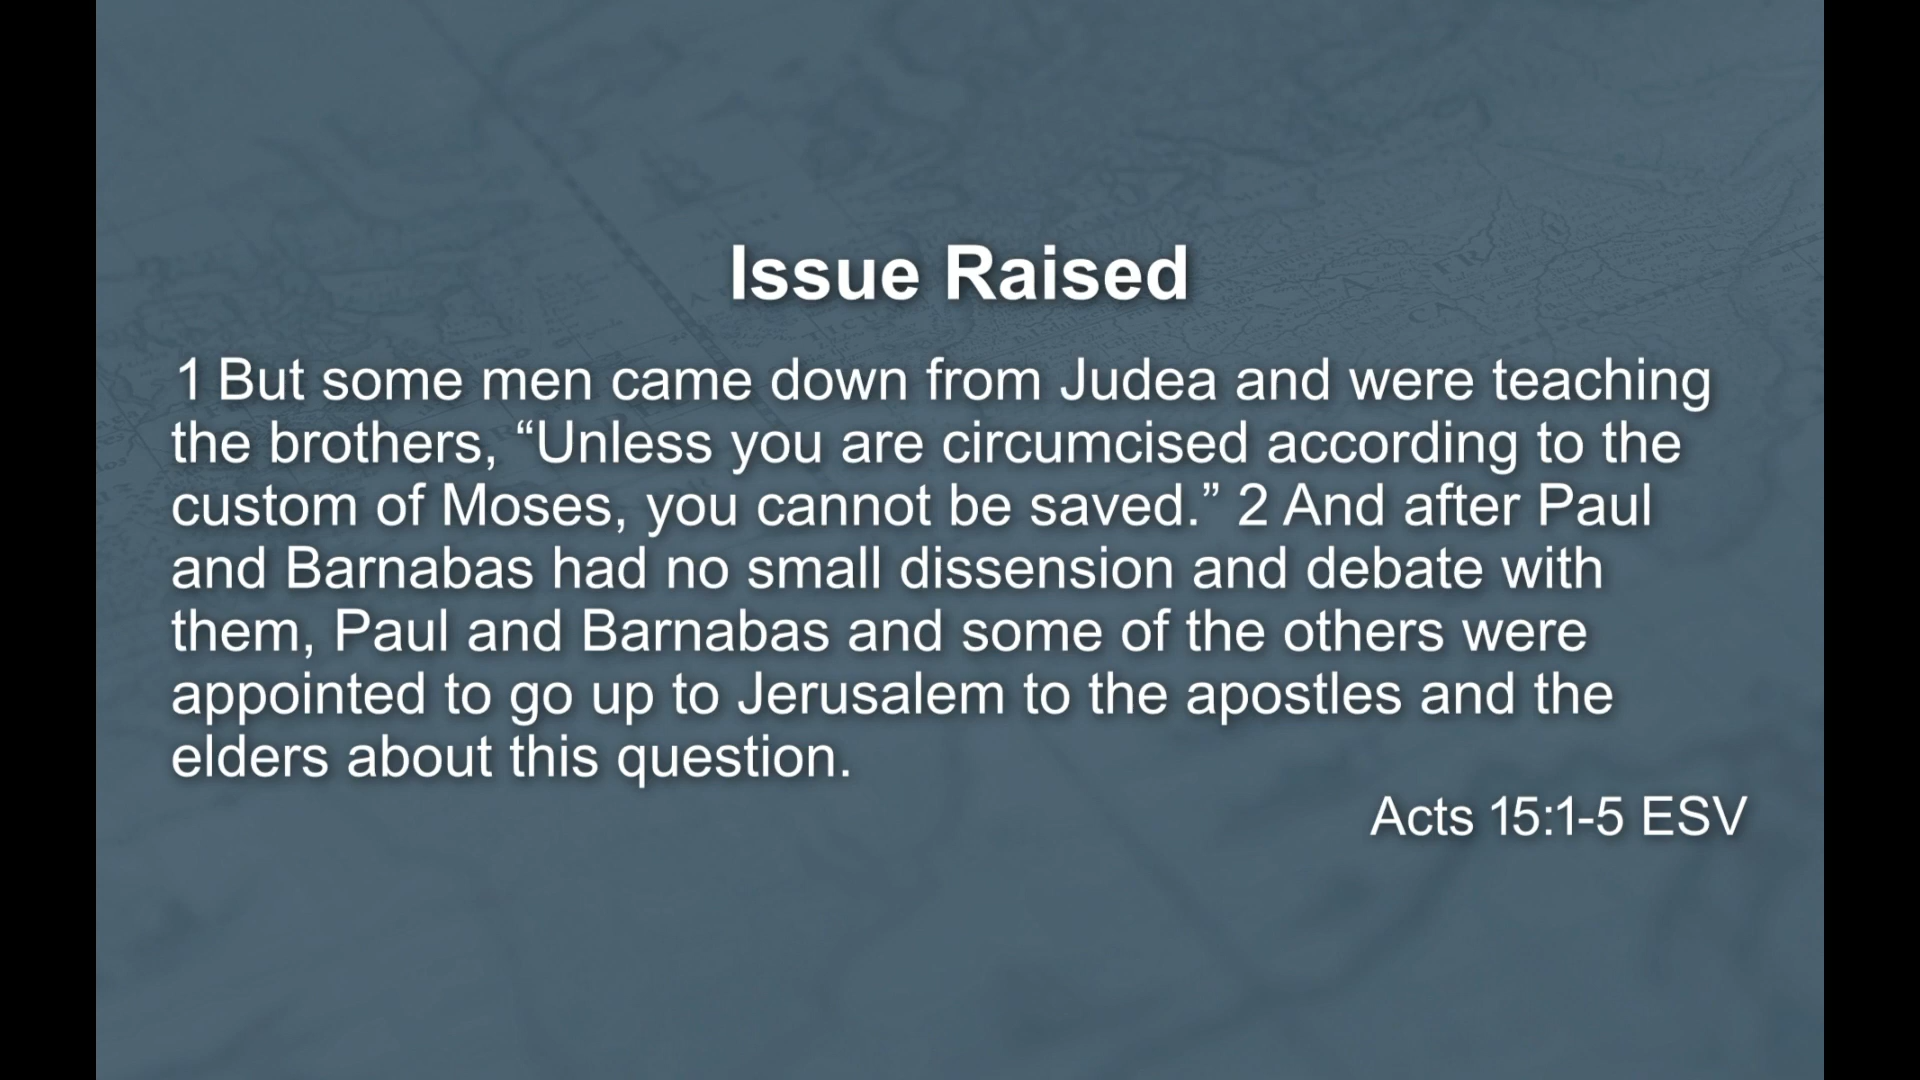 Issue Raised
1 But some men came down from Judea and were teaching
the brothers, “Unless you are circumcised according to the
custom of Moses, you cannot be saved.” 2 And after Paul
and Barnabas had no small dissension and debate with
them, Paul and Barnabas and some of the others were
appointed to go up to Jerusalem to the apostles and the
elders about this question.
Acts 15:1-5 ESV